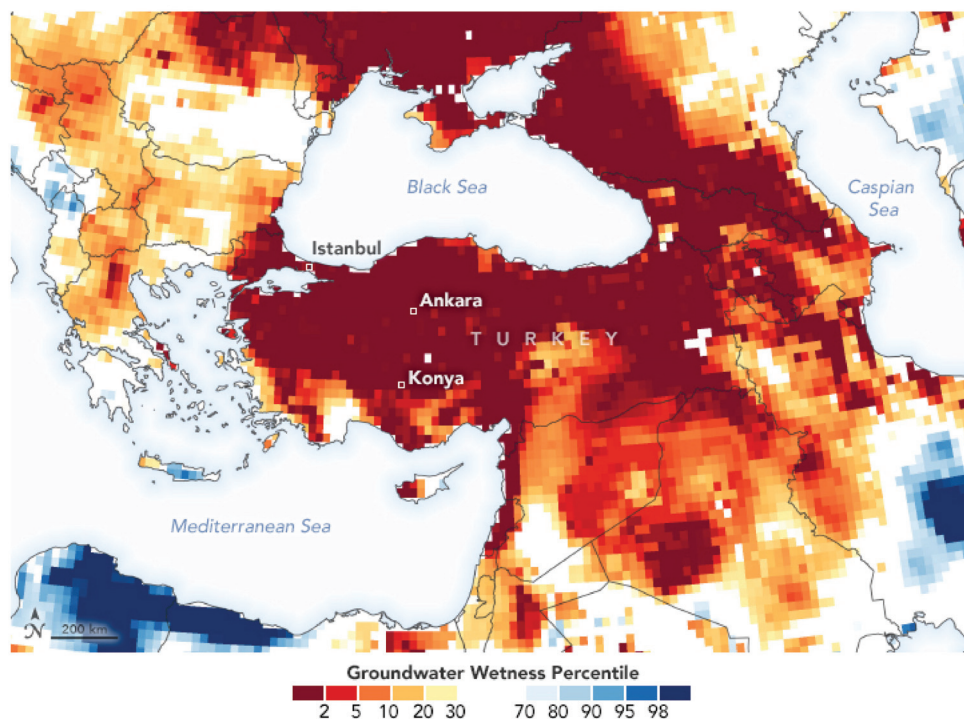 Black Sea
Caspian
Sea
Istanbul
Ankara
TURKEY
Konya
Mediterranean Sea
N
200 km
Groundwater Wetness Percentile
2 5 10 20 30 70 80 90 95 98